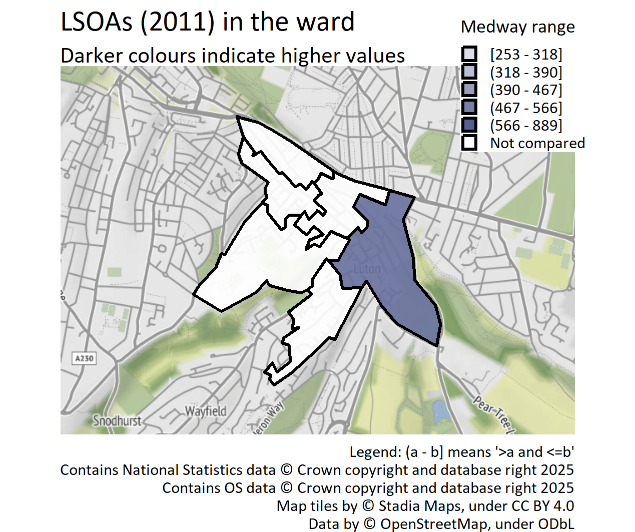 LSOAs (2011) in the ward
Darker colours indicate higher values
Medway range
[253 - 318]
(318 - 390]
(390 - 467]
(467 - 566]
(566 - 889]
Not compared
Luton
A230
Wayfield
Snodhurst
Way
Pear-Tree-L
Legend: (a - b] means '>a and <=b'
Contains National Statistics data © Crown copyright and database right 2025
Contains OS data © Crown copyright and database right 2025
Map tiles by © Stadia Maps, under CC BY 4.0
Data by © OpenStreetMap, under ODbL